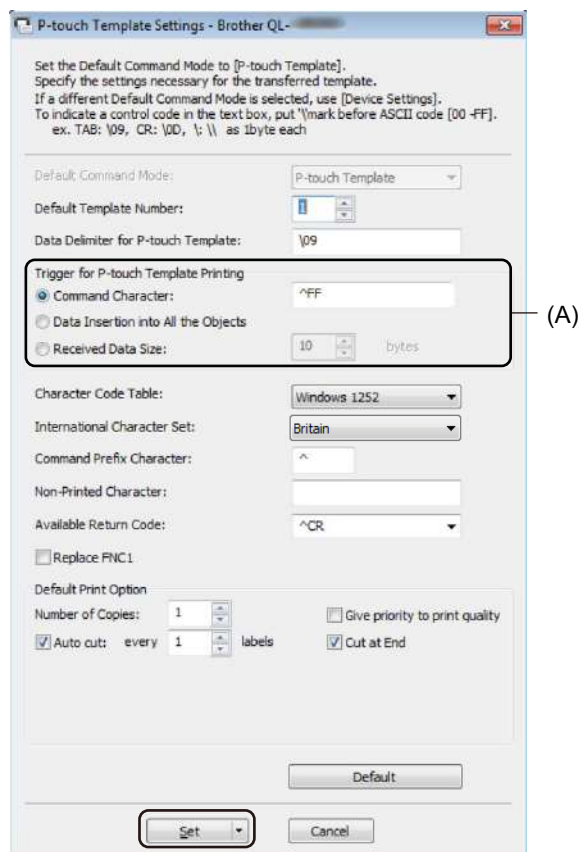 P-touch Template Settings - Brother QL-
Set the Default Command Mode to [P-touch Template].
Specify the settings necessary for the transferred template.
If a different Default Command Mode is selected, use [Device Settings].
To indicate a control code in the text box, put '\'mark before ASCII code [00 -FF].
ex. TAB: \09, CR: \0D, \: \\ as 1byte each
Default Command Mode: P-touch Template
Default Template Number: 1
Data Delimiter for P-touch Template: \09
Trigger for P-touch Template Printing
Command Character: ^FF
(A)
Data Insertion into All the Objects
Received Data Size: 10 bytes
Character Code Table: Windows 1252
International Character Set: Britain
Command Prefix Character: ^
Non-Printed Character:
Available Return Code: ^CR
Replace FNC1
Default Print Option
Number of Copies: 1 Give priority to print quality
Auto cut: every 1 labels Cut at End
Default
Set Cancel